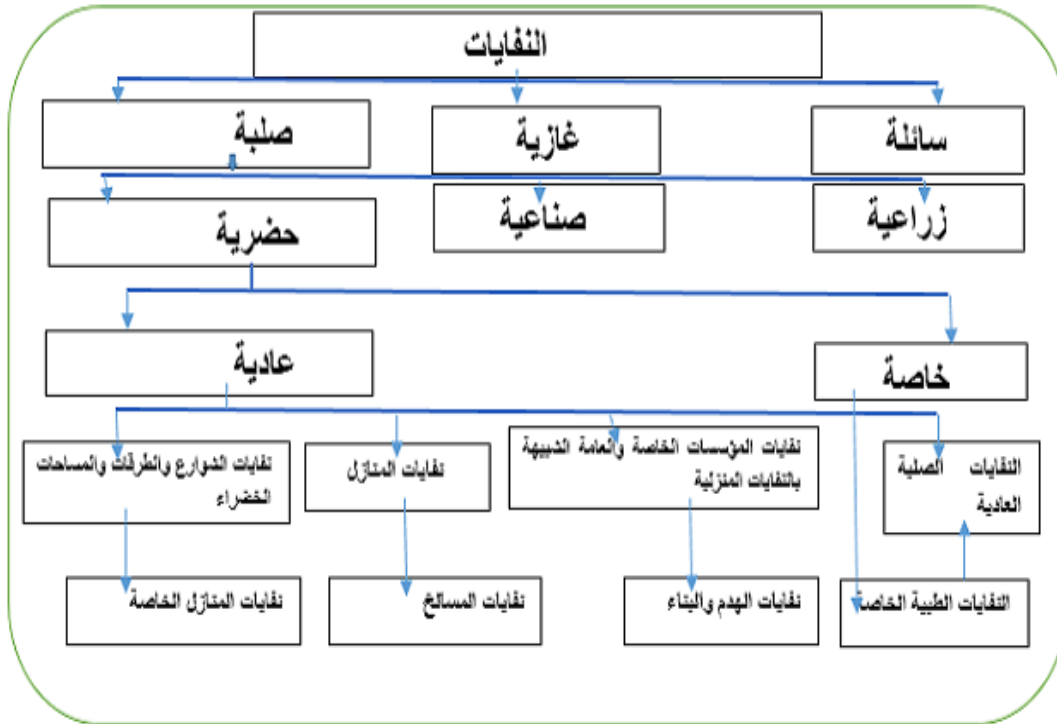 النفايات
سائلة
غازية
صلبة
زراعية
صناعية
حضرية
خاصة
عادية
النفايات الصلبة
العادية
نفايات المؤسسات الخاصة والعامة الشبيهة
بالنفايات المنزلية
نفايات المنازل
نفايات الشوارع والطرقات والمساحات
الخضراء
النفايات الطبية الخاصة
نفايات الهدم والبناء
نفايات المسالخ
نفايات المنازل الخاصة